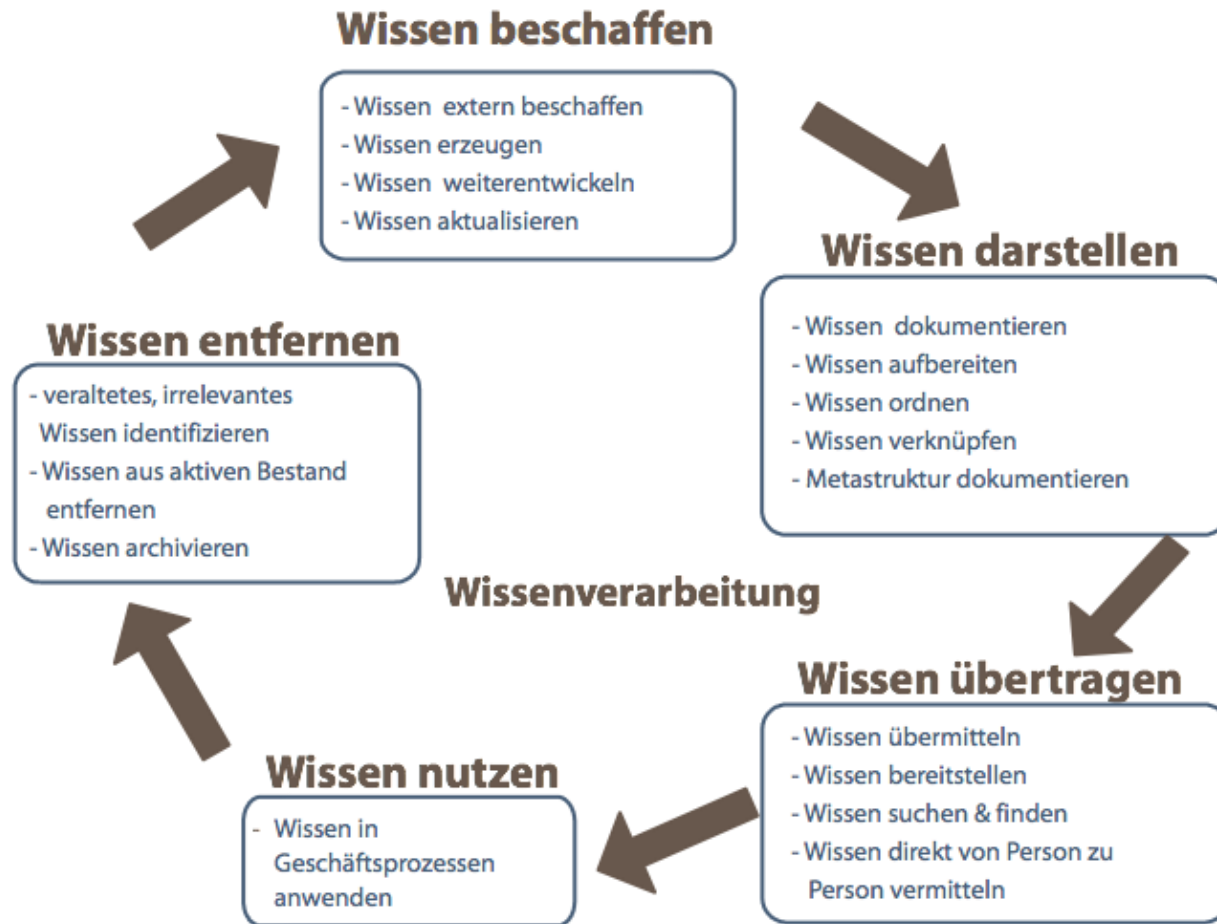 Wissen beschaffen
- Wissen extern beschaffen
- Wissen erzeugen
- Wissen weiterentwickeln
- Wissen aktualisieren
Wissen darstellen
- Wissen dokumentieren
- Wissen aufbereiten
- Wissen ordnen
- Wissen verknüpfen
- Metastruktur dokumentieren
Wissen entfernen
- veraltetes, irrelevantes
Wissen identifizieren
- Wissen aus aktiven Bestand
entfernen
- Wissen archivieren
Wissenverarbeitung
Wissen übertragen
- Wissen übermitteln
- Wissen bereitstellen
- Wissen suchen & finden
- Wissen direkt von Person zu
Person vermitteln
Wissen nutzen
- Wissen in
Geschäftsprozessen
anwenden